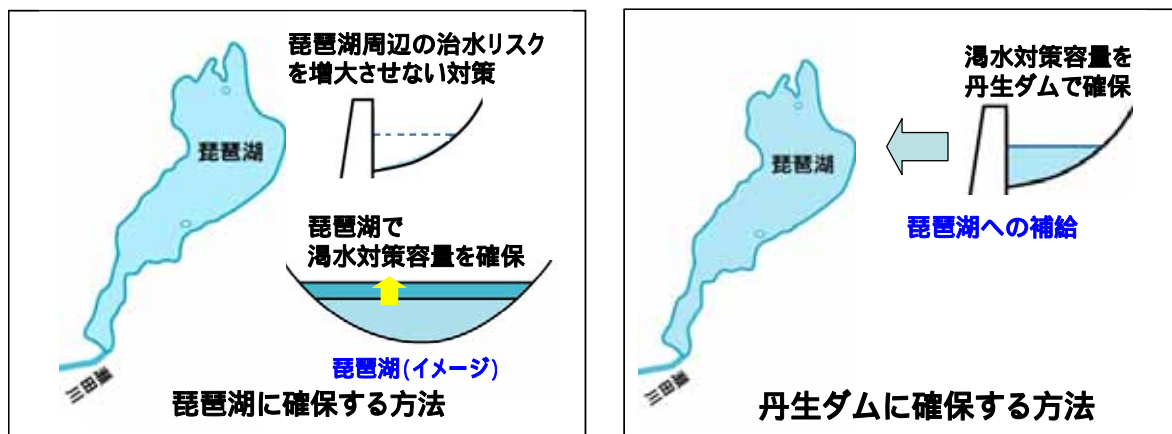 琵琶湖周辺の治水リスク
を増大させない対策
琵琶湖
琵琶湖で
渇水対策容量を確保
琵琶湖(イメージ)
瀬田川
琵琶湖に確保する方法
渇水対策容量を
丹生ダムで確保
琵琶湖
琵琶湖への補給
瀬田川
丹生ダムに確保する方法